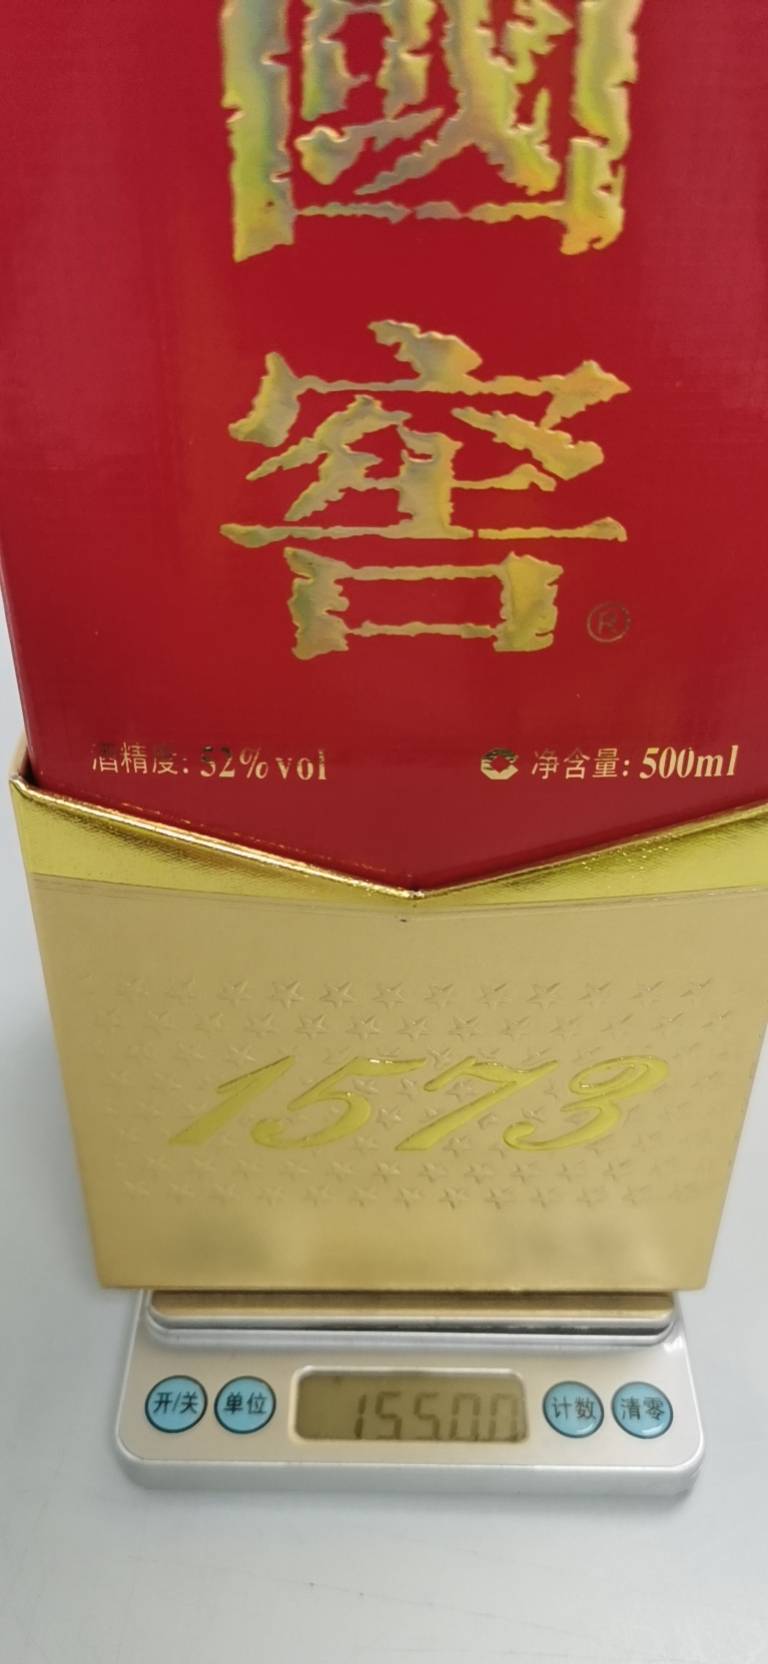 國
窖
®
酒精度: 52%vol
净含量: 500ml
1573
开/关
单位
1550.0
计数
清零